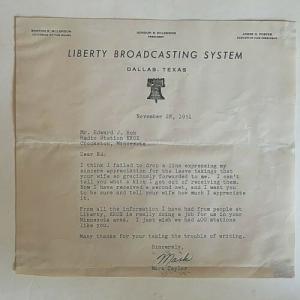 LIBERTY BROADCASTING SYSTEM
DALLAS, TEXAS
November 28, 1951
Mr. Edward J.
Radio Station KROX
Crookston, Minnesota
Dear Ed:
I think I failed to drop a line expressing my
sincere appreciation for the leave takings that
your wife so graciously forwarded to me. I can't
tell you what a kick I got out of receiving them.
Now I have received a second set, and I want you
to be sure and tell your wife how much I appreciate
it.
From all the information I have had from people at
Liberty, KROX is really doing a job for us in your
Minnesota area. I just wish we had 400 stations
like you.
Many thanks for your taking the trouble of writing.
Sincerely,
Mark
Taylor